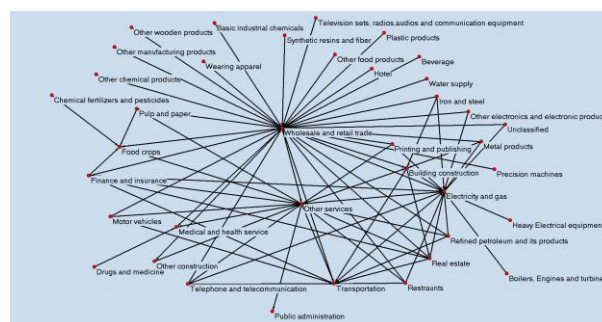 Television sets, radios,audios and communication equipment
Basic industrial chemicals
Other wooden products
Plastic products
Synthetic resins and fiber
Other manufacturing products
Other food products
Beverage
Wearing apparel
Hotel
Other chemical products
Water supply
Chemical fertilizers and pesticides
Iron and steel
Pulp and paper
Other electronics and electronic produc
Unclassified
Wholesale and retail trade
Printing and publishing
Metal products
Food crops
Building construction
Precision machines
Finance and insurance
Electricity and gas
Other services
Motor vehicles
Medical and health service
Heavy Electrical equipment
Refined petroleum and its products
Other construction
Real estate
Drugs and medicine
Boilers, Engines and turbine
Telephone and telecommunication
Transportation
Restraunts
Public administration